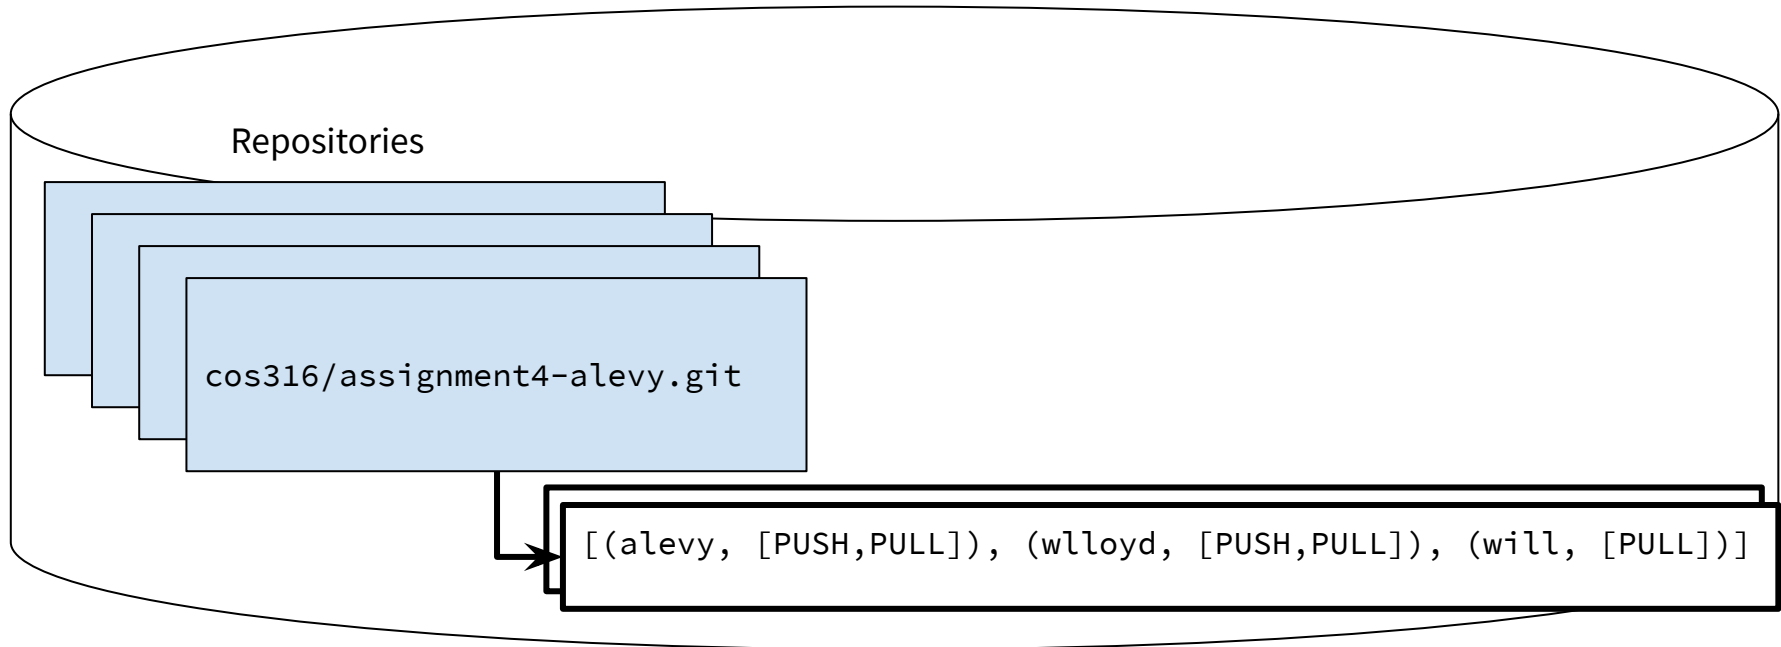 Repositories
cos316/assignment4-alevy.git
[(alevy, [PUSH,PULL]), (wlloyd, [PUSH,PULL]), (will, [PULL])]